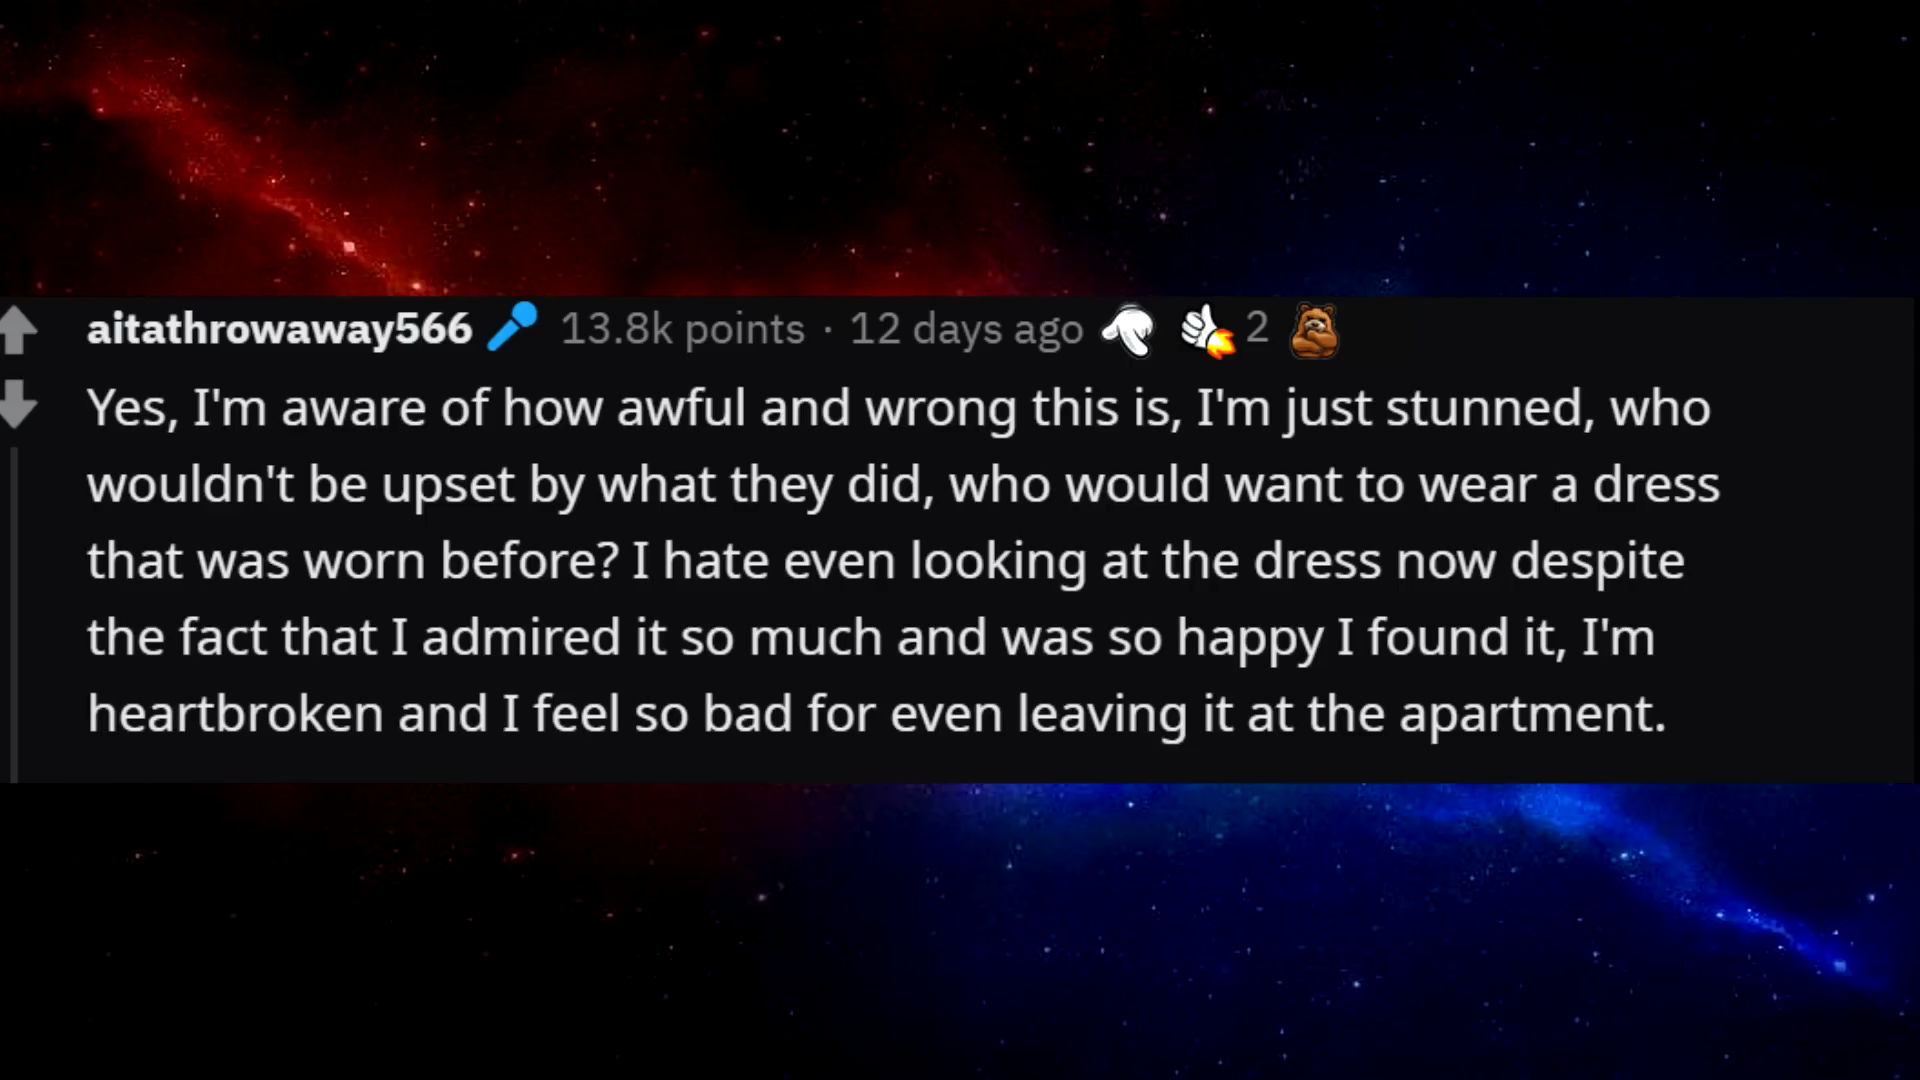 aitathrowaway566 13.8k points · 12 days ago 2
Yes, I'm aware of how awful and wrong this is, I'm just stunned, who
wouldn't be upset by what they did, who would want to wear a dress
that was worn before? I hate even looking at the dress now despite
the fact that I admired it so much and was so happy I found it, I'm
heartbroken and I feel so bad for even leaving it at the apartment.